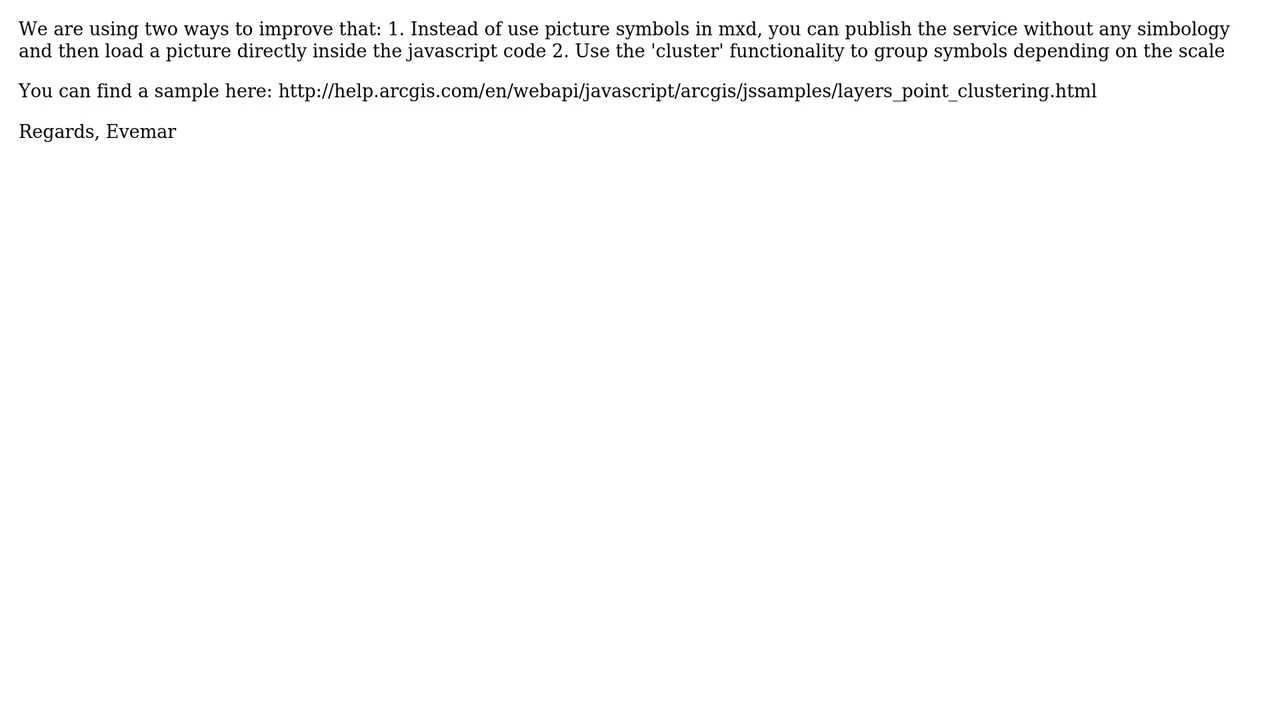 We are using two ways to improve that: 1. Instead of use picture symbols in mxd, you can publish the service without any simbology
and then load a picture directly inside the javascript code 2. Use the 'cluster' functionality to group symbols depending on the scale
You can find a sample here: http://help.arcgis.com/en/webapi/javascript/arcgis/jssamples/layers_point_clustering.html
Regards, Evemar